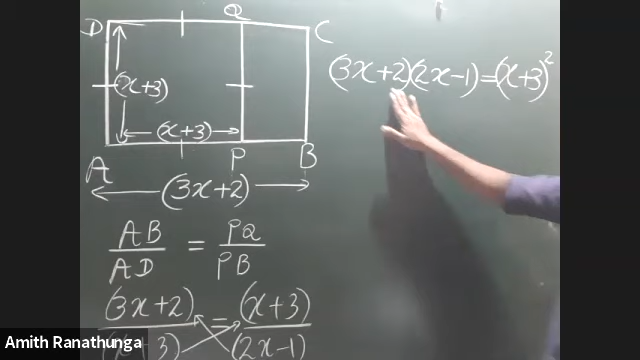 D Q C
(x+3)
(x+3)
A P B
(3x+2)
AB/AD = PQ/PB
(3x+2)/(x+3) = (x+3)/(2x-1)
(3x+2)(2x-1)=(x+3)²
Amith Ranathunga